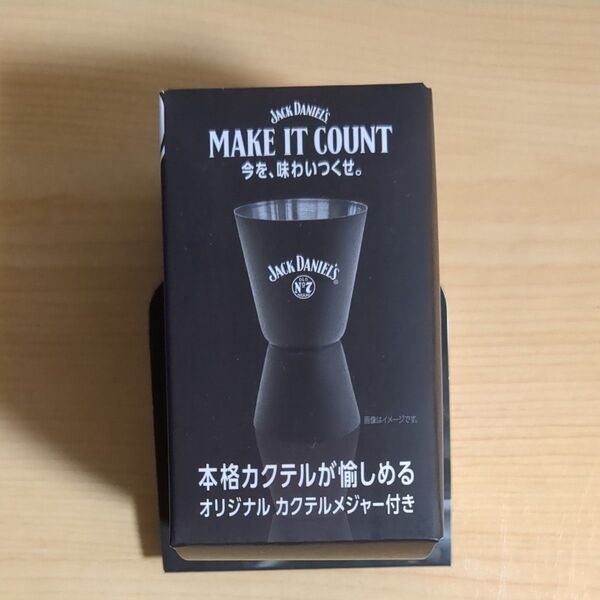 JACK DANIEL'S
MAKE IT COUNT
今を、味わいつくせ。
JACK DANIEL'S®
OLD
No7
BRAND
画像はイメージです。
本格カクテルが愉しめる
オリジナル カクテルメジャー付き